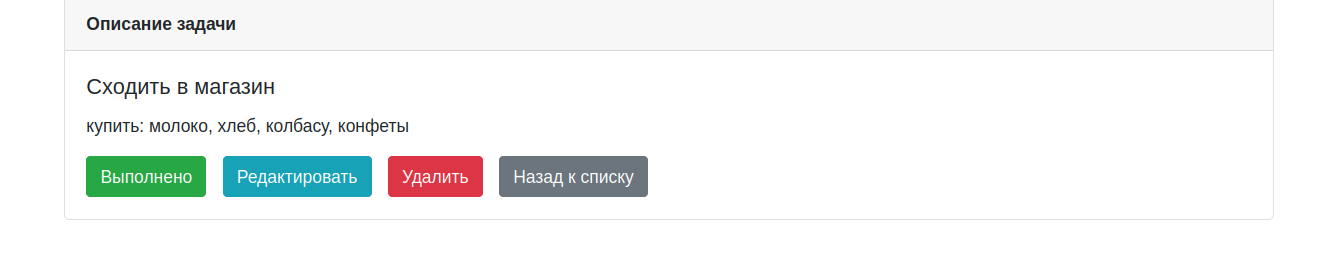 Описание задачи
Сходить в магазин
купить: молоко, хлеб, колбасу, конфеты
Выполнено Редактировать Удалить Назад к списку